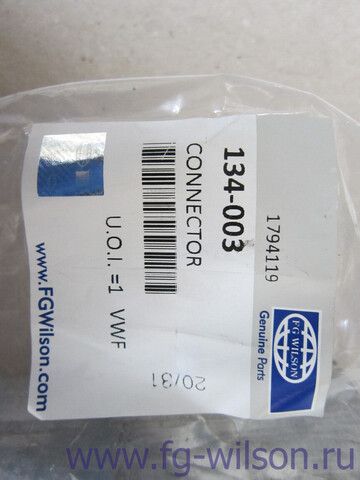 1794119
134-003
CONNECTOR
U.O.I. =1 VWF
www.FGWilson.com
FG WILSON
Genuine Parts
20/31
www.fg-wilson.ru